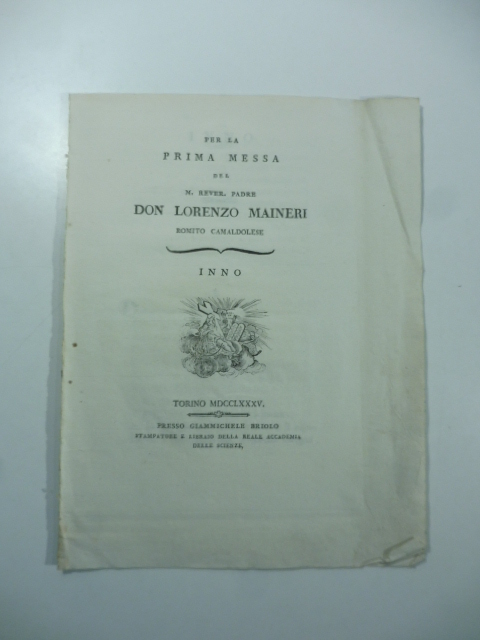 PER LA
PRIMA MESSA
DEL
M. REVER. PADRE
DON LORENZO MAINERI
ROMITO CAMALDOLESE
INNO
TORINO MDCCLXXXV.
PRESSO GIAMMICHELE BRIOLO
STAMPATORE E LIBRAIO DELLA REALE ACCADEMIA
DELLE SCIENZE,